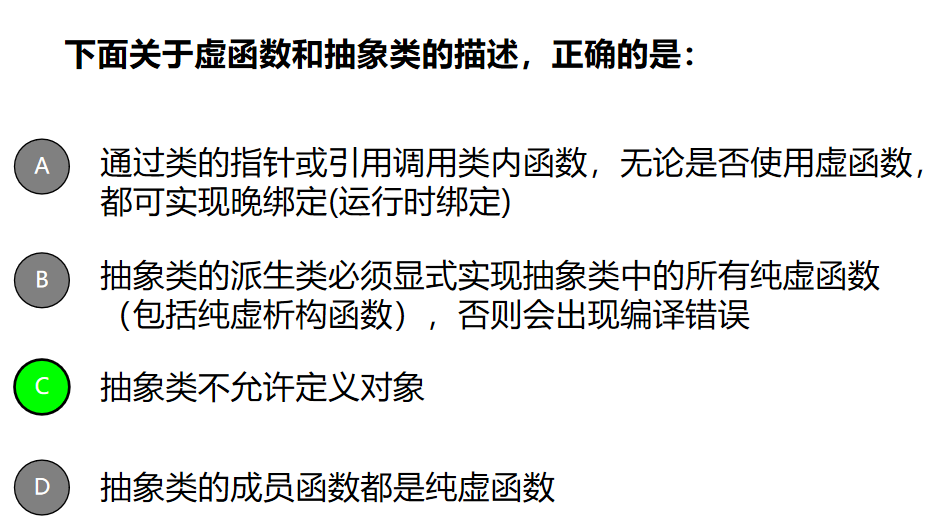 下面关于虚函数和抽象类的描述，正确的是：
A 通过类的指针或引用调用类内函数，无论是否使用虚函数，
都可实现晚绑定(运行时绑定)
B 抽象类的派生类必须显式实现抽象类中的所有纯虚函数
（包括纯虚析构函数），否则会出现编译错误
C 抽象类不允许定义对象
D 抽象类的成员函数都是纯虚函数